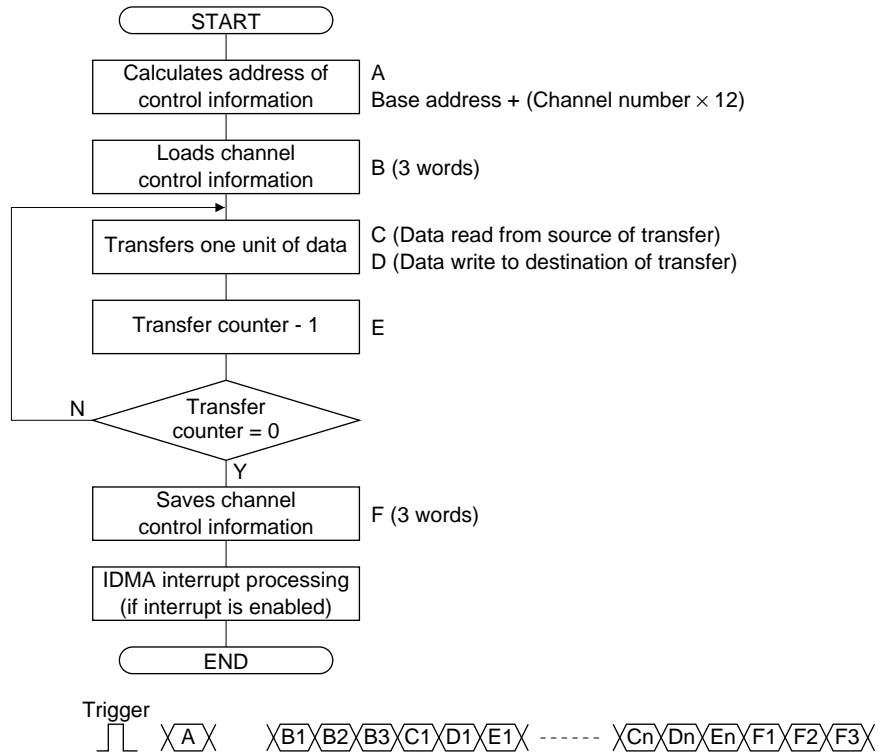 START
Calculates address of
control information
A
Base address + (Channel number × 12)
Loads channel
control information
B (3 words)
Transfers one unit of data
C (Data read from source of transfer)
D (Data write to destination of transfer)
Transfer counter - 1
E
N
Transfer
counter = 0
Y
Saves channel
control information
F (3 words)
IDMA interrupt processing
(if interrupt is enabled)
END
Trigger
A B1 B2 B3 C1 D1 E1 Cn Dn En F1 F2 F3